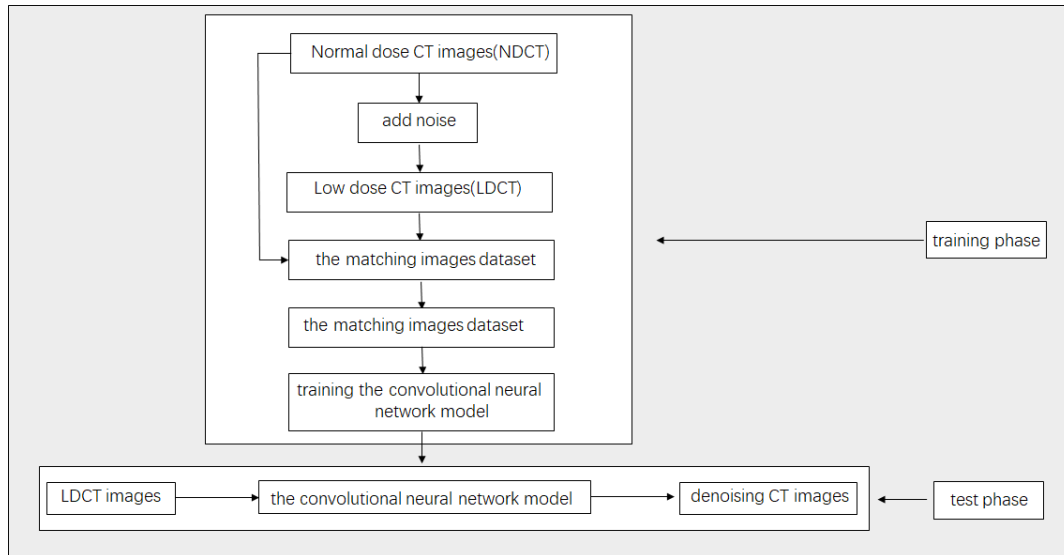 Normal dose CT images(NDCT)
add noise
Low dose CT images(LDCT)
the matching images dataset
training phase
the matching images dataset
training the convolutional neural
network model
LDCT images
the convolutional neural network model
denoising CT images
test phase